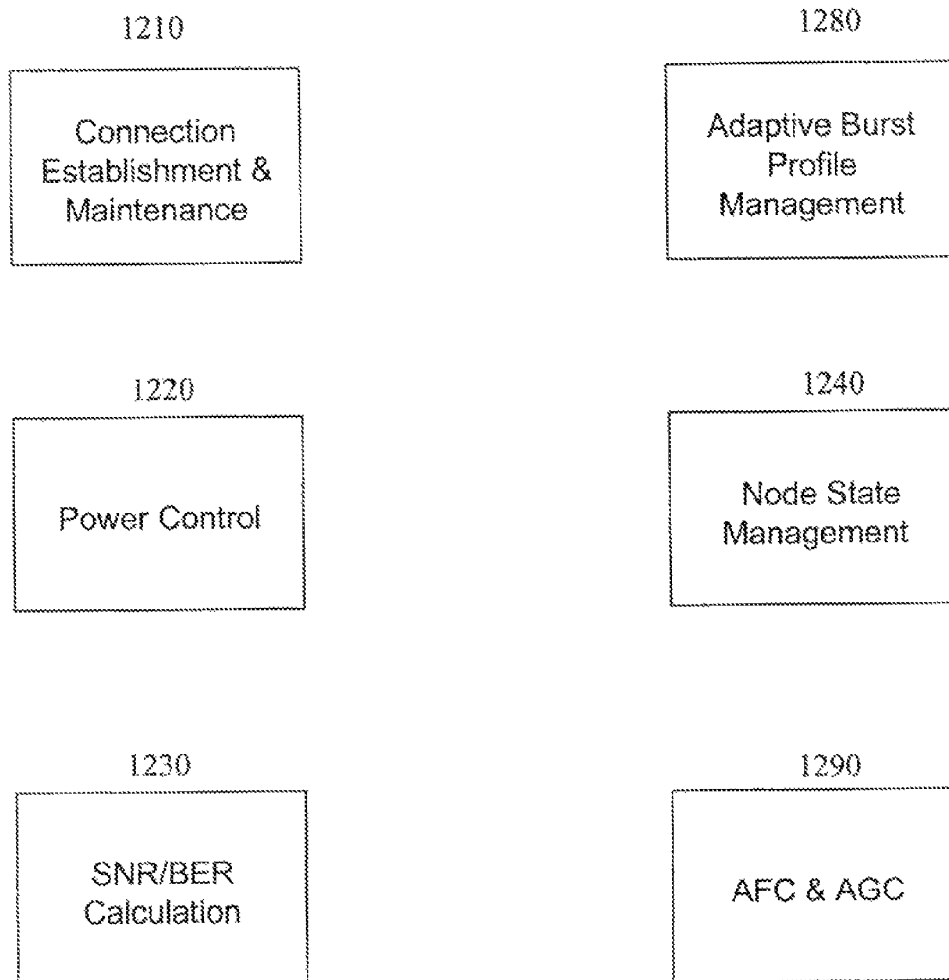 1210
Connection
Establishment &
Maintenance
1280
Adaptive Burst
Profile
Management
1220
Power Control
1240
Node State
Management
1230
SNR/BER
Calculation
1290
AFC & AGC